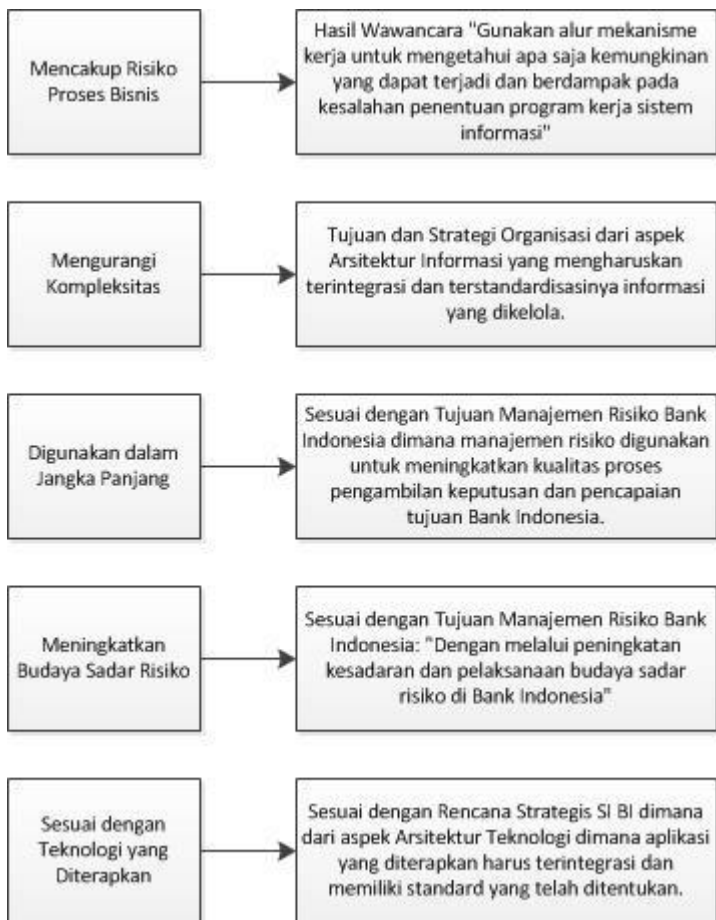 Mencakup Risiko
Proses Bisnis
Hasil Wawancara "Gunakan alur mekanisme
kerja untuk mengetahui apa saja kemungkinan
yang dapat terjadi dan berdampak pada
kesalahan penentuan program kerja sistem
informasi"
Mengurangi
Kompleksitas
Tujuan dan Strategi Organisasi dari aspek
Arsitektur Informasi yang mengharuskan
terintegrasi dan terstandardisasinya informasi
yang dikelola.
Digunakan dalam
Jangka Panjang
Sesuai dengan Tujuan Manajemen Risiko Bank
Indonesia dimana manajemen risiko digunakan
untuk meningkatkan kualitas proses
pengambilan keputusan dan pencapaian
tujuan Bank Indonesia.
Meningkatkan
Budaya Sadar Risiko
Sesuai dengan Tujuan Manajemen Risiko Bank
Indonesia: "Dengan melalui peningkatan
kesadaran dan pelaksanaan budaya sadar
risiko di Bank Indonesia"
Sesuai dengan
Teknologi yang
Diterapkan
Sesuai dengan Rencana Strategis SI BI dimana
dari aspek Arsitektur Teknologi dimana aplikasi
yang diterapkan harus terintegrasi dan
memiliki standard yang telah ditentukan.